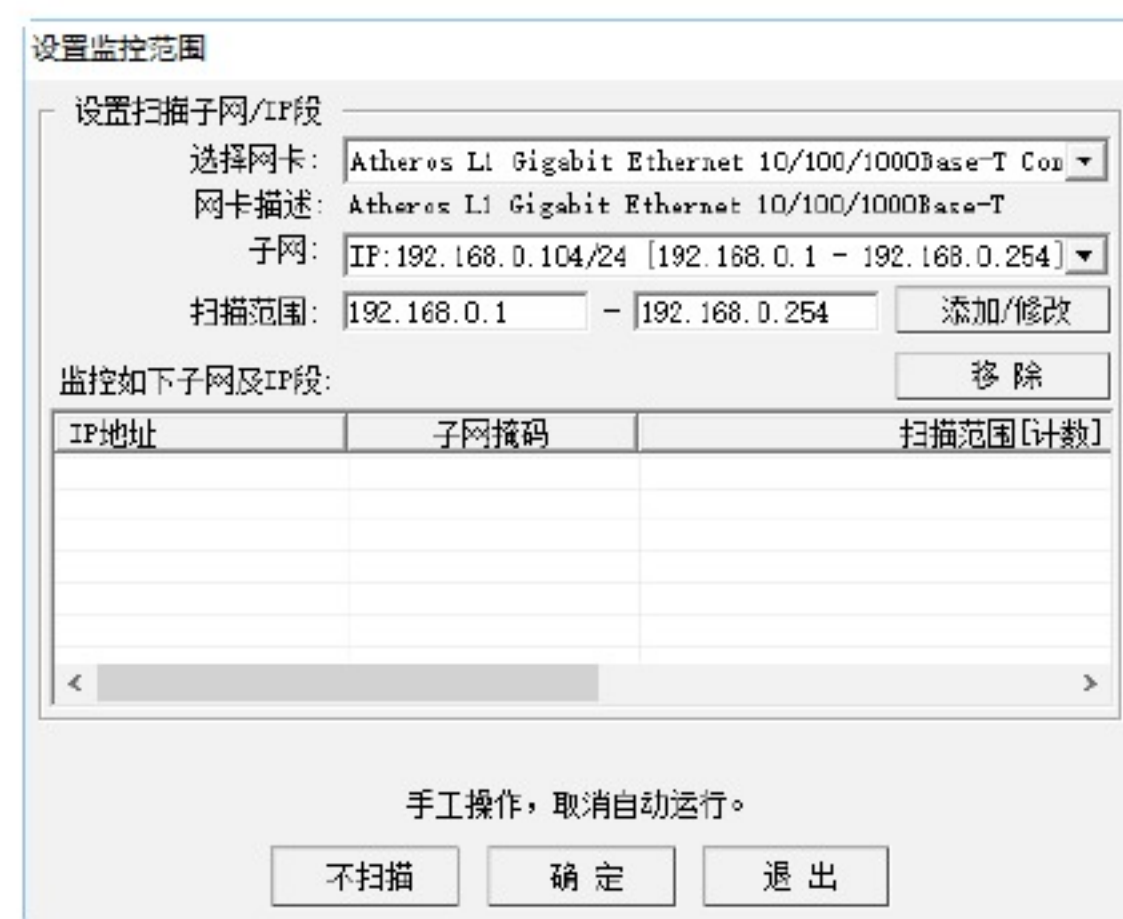 设置监控范围
设置扫描子网/IP段
选择网卡: Atheros L1 Gigabit Ethernet 10/100/1000Base-T Con
网卡描述: Atheros L1 Gigabit Ethernet 10/100/1000Base-T
子网: IP:192.168.0.104/24 [192.168.0.1 - 192.168.0.254]
扫描范围: 192.168.0.1 - 192.168.0.254 添加/修改
监控如下子网及IP段: 移 除
IP地址 子网掩码 扫描范围[计数]
手工操作，取消自动运行。
不扫描 确 定 退 出